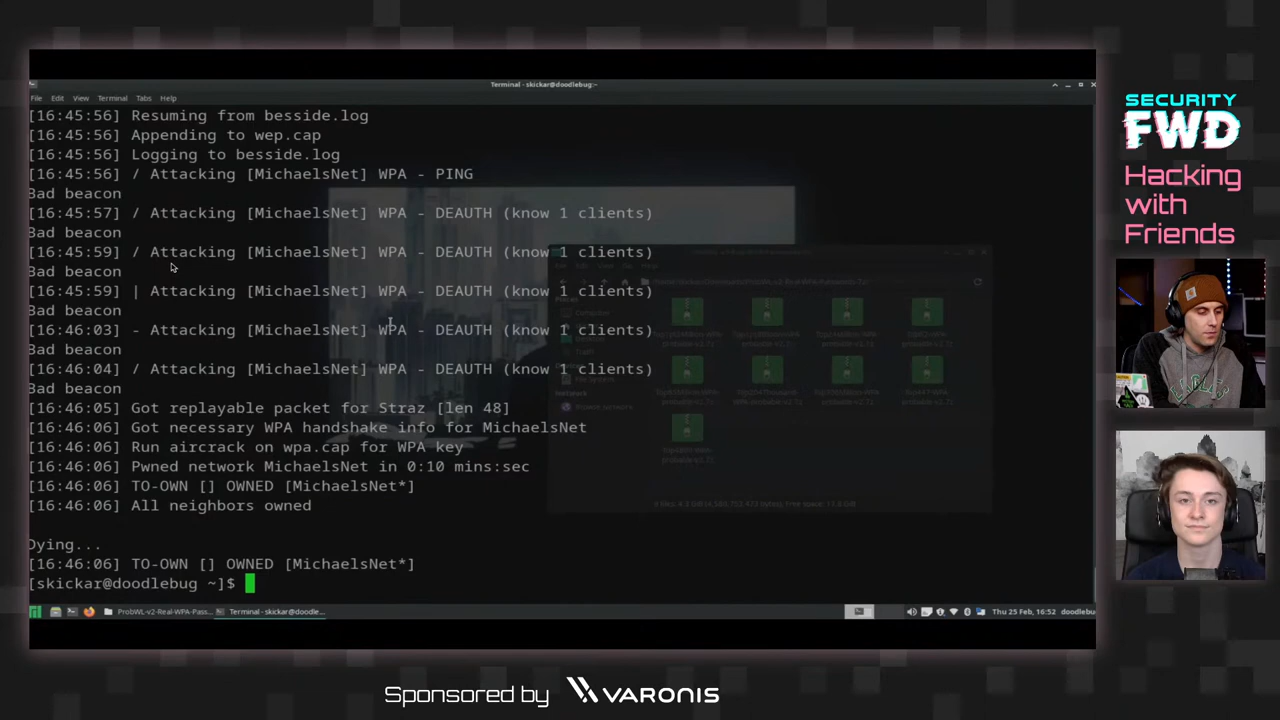 Terminal - skickar@doodlebug:~
File Edit View Terminal Tabs Help
[16:45:56] Resuming from besside.log
[16:45:56] Appending to wep.cap
[16:45:56] Logging to besside.log
[16:45:56] / Attacking [MichaelsNet] WPA - PING
Bad beacon
[16:45:57] / Attacking [MichaelsNet] WPA - DEAUTH (know 1 clients)
Bad beacon
[16:45:59] / Attacking [MichaelsNet] WPA - DEAUTH (know 1 clients)
Bad beacon
[16:45:59] | Attacking [MichaelsNet] WPA - DEAUTH (know 1 clients)
Bad beacon
[16:46:03] - Attacking [MichaelsNet] WPA - DEAUTH (know 1 clients)
Bad beacon
[16:46:04] / Attacking [MichaelsNet] WPA - DEAUTH (know 1 clients)
Bad beacon
[16:46:05] Got replayable packet for Straz [len 48]
[16:46:06] Got necessary WPA handshake info for MichaelsNet
[16:46:06] Run aircrack on wpa.cap for WPA key
[16:46:06] Pwned network MichaelsNet in 0:10 mins:sec
[16:46:06] TO-OWN [] OWNED [MichaelsNet*]
[16:46:06] All neighbors owned
Dying...
[16:46:06] TO-OWN [] OWNED [MichaelsNet*]
[skickar@doodlebug ~]$
ProbWL-v2-Real-WPA-Pass...
Terminal - skickar@doodle...
Thu 25 Feb, 16:52
doodlebug
SECURITY
FWD
Hacking
with
Friends
Sponsored by VARONIS